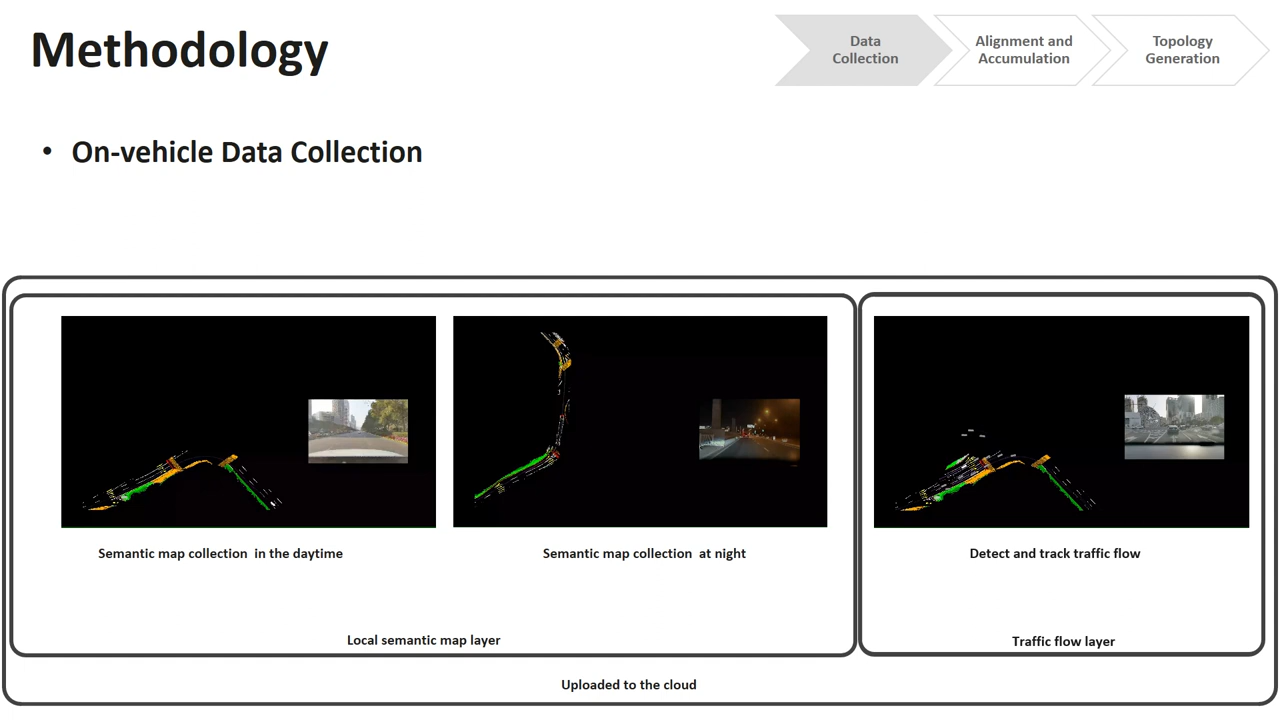 Methodology
Data
Collection
Alignment and
Accumulation
Topology
Generation
• On-vehicle Data Collection
Semantic map collection  in the daytime
Semantic map collection  at night
Detect and track traffic flow
Local semantic map layer
Traffic flow layer
Uploaded to the cloud